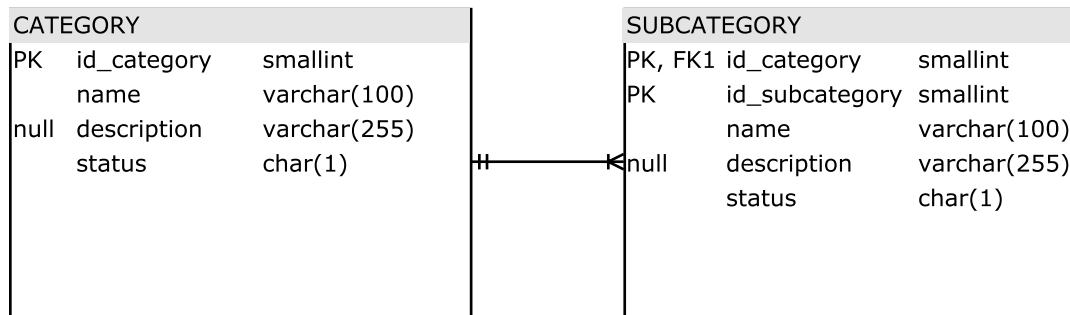 CATEGORY
PK id_category smallint
name varchar(100)
null description varchar(255)
status char(1)
SUBCATEGORY
PK, FK1 id_category smallint
PK id_subcategory smallint
name varchar(100)
null description varchar(255)
status char(1)